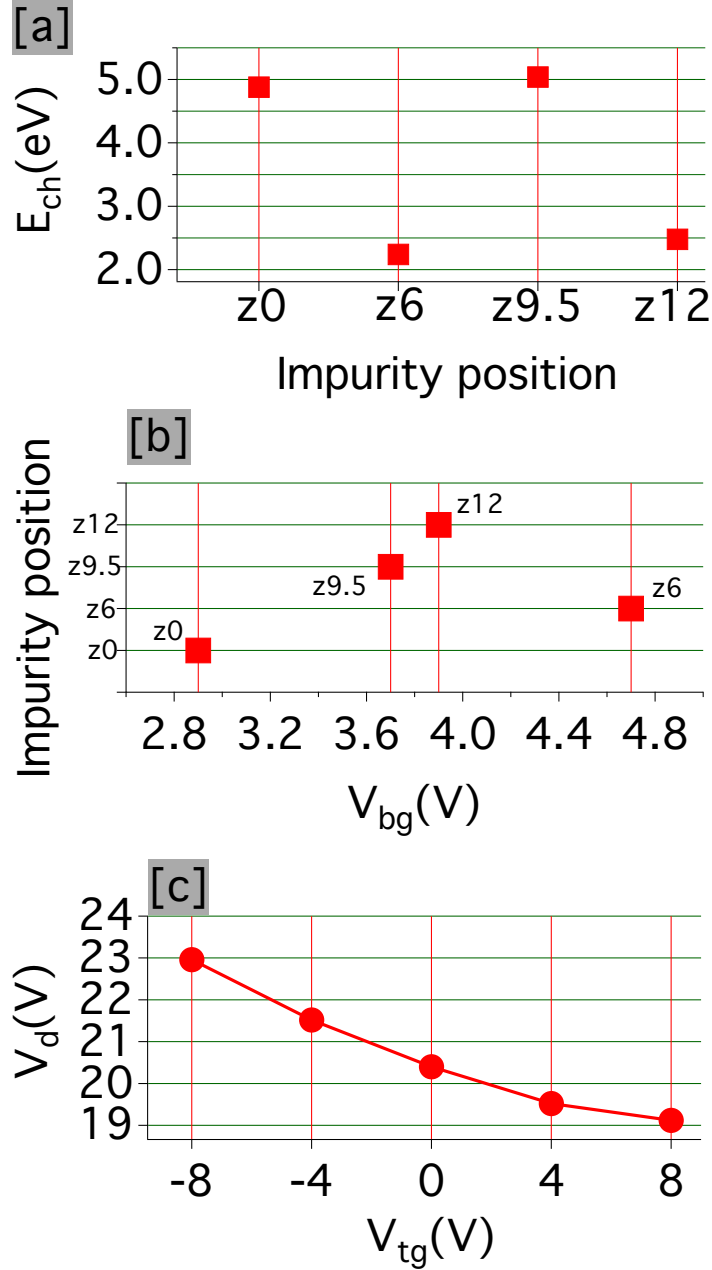 [a]
E_ch(eV)
5.0
4.0
3.0
2.0
z0 z6 z9.5 z12
Impurity position
[b]
Impurity position
z12
z9.5
z6
z0
z12
z9.5
z6
z0
2.8 3.2 3.6 4.0 4.4 4.8
V_bg(V)
[c]
V_d(V)
24
23
22
21
20
19
-8 -4 0 4 8
V_tg(V)